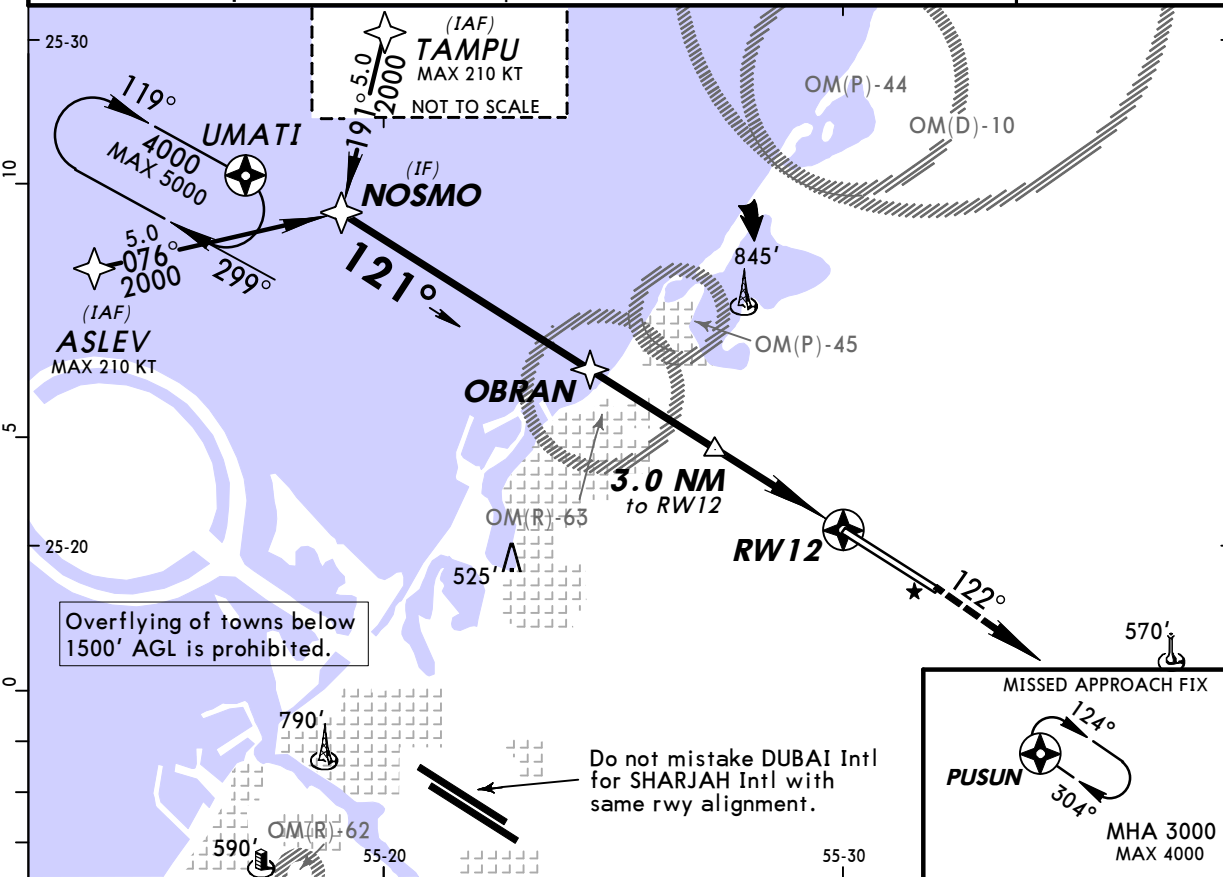 25-30
(IAF)
TAMPU
MAX 210 KT
NOT TO SCALE
5.0
191°
2000
OM(P)-44
OM(D)-10
119°
4000
MAX 5000
UMATI
10
(IF)
NOSMO
5.0
076°
2000
299°
121°
(IAF)
ASLEV
MAX 210 KT
845'
OM(P)-45
OBRAN
5
3.0 NM
to RW12
OM(R)-63
RW12
25-20
525'
122°
Overflying of towns below
1500' AGL is prohibited.
570'
0
MISSED APPROACH FIX
124°
PUSUN
304°
MHA 3000
MAX 4000
790'
Do not mistake DUBAI Intl
for SHARJAH Intl with
same rwy alignment.
OM(R)-62
590'
55-20
55-30